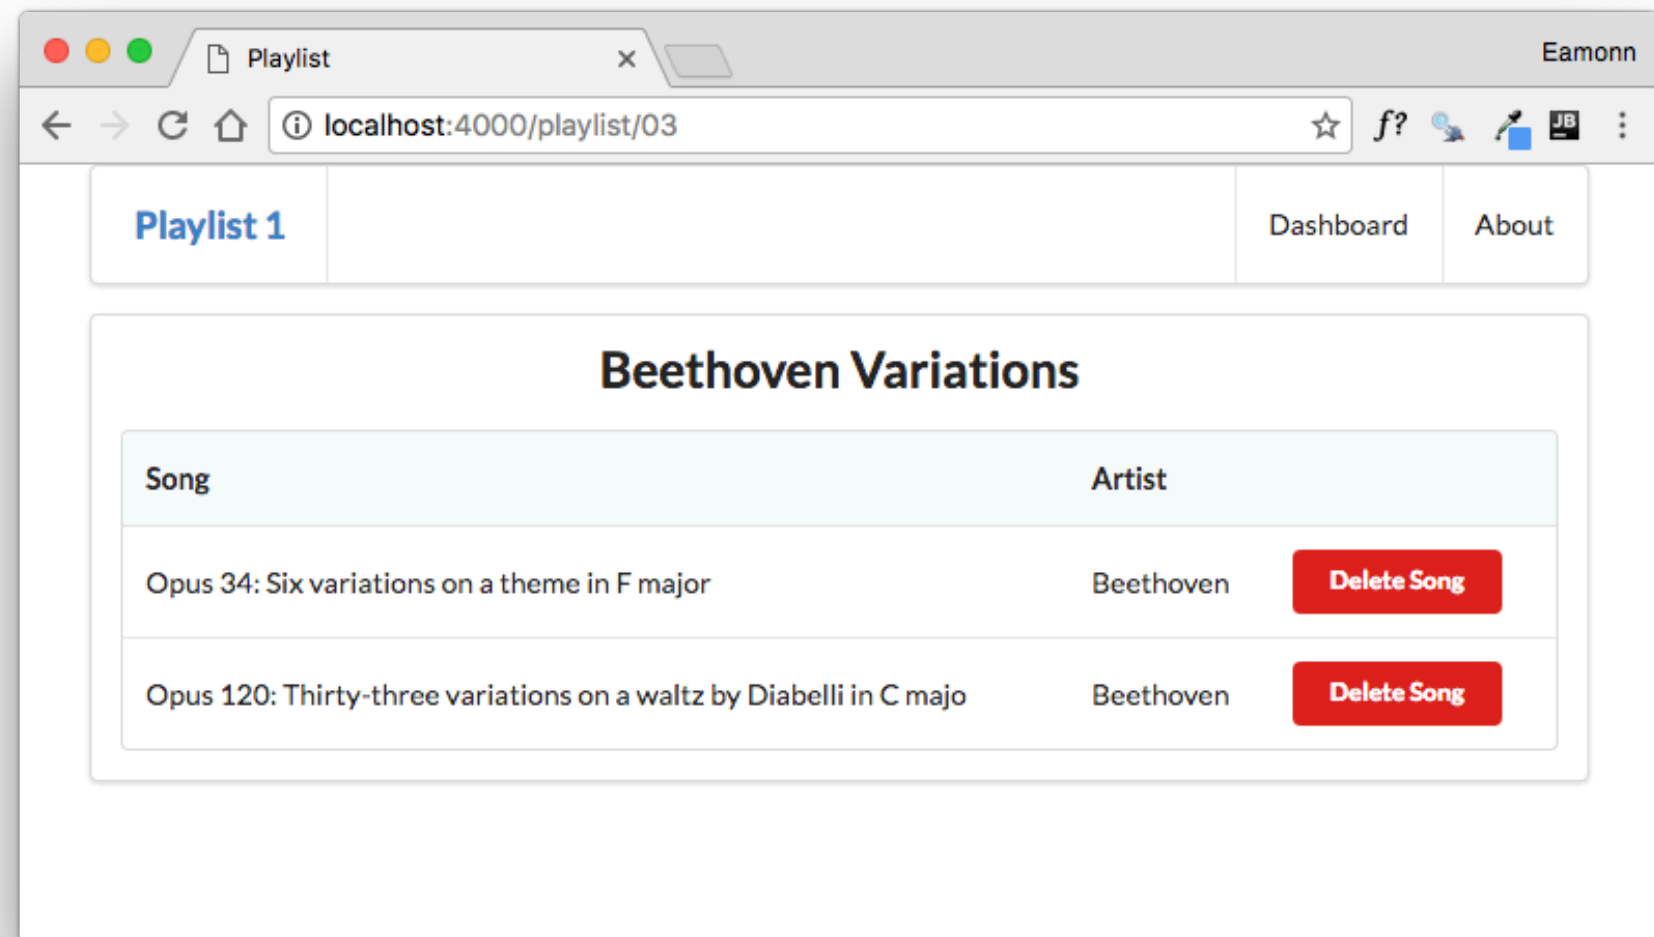 Playlist
Eamonn
localhost:4000/playlist/03
f?
JB
Playlist 1
Dashboard
About
Beethoven Variations
Song Artist
Opus 34: Six variations on a theme in F major Beethoven Delete Song
Opus 120: Thirty-three variations on a waltz by Diabelli in C majo Beethoven Delete Song